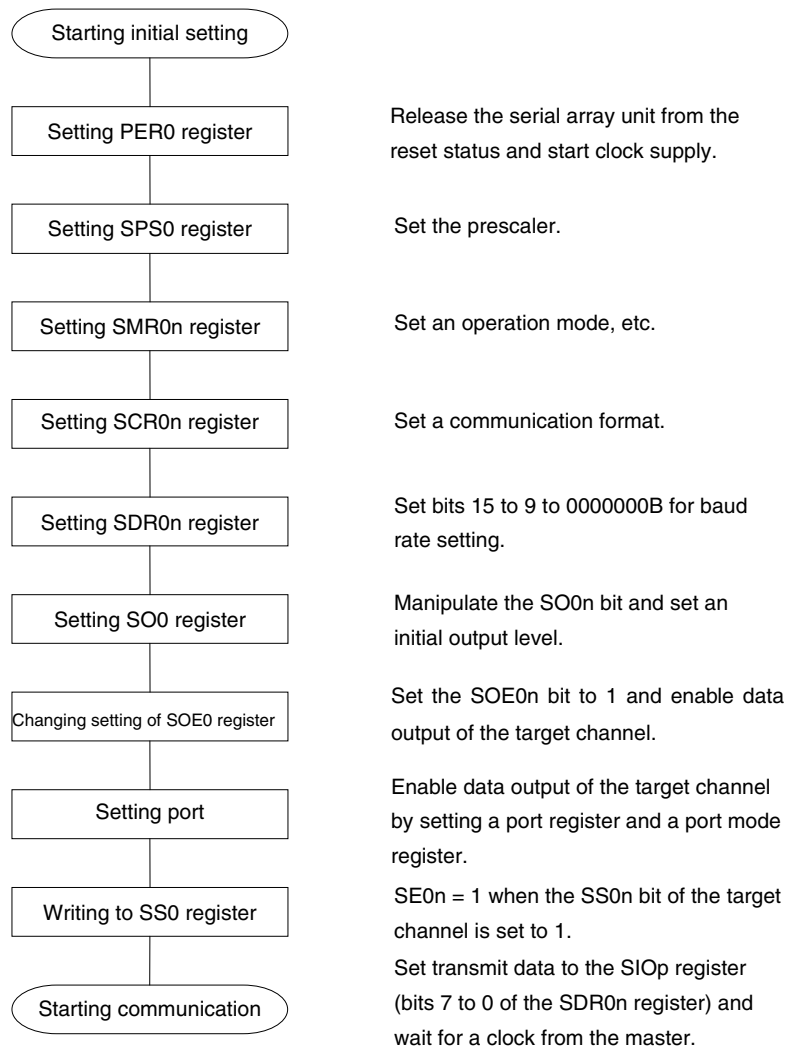 Starting initial setting
Setting PER0 register
Release the serial array unit from the
reset status and start clock supply.
Setting SPS0 register
Set the prescaler.
Setting SMR0n register
Set an operation mode, etc.
Setting SCR0n register
Set a communication format.
Setting SDR0n register
Set bits 15 to 9 to 0000000B for baud
rate setting.
Setting SO0 register
Manipulate the SO0n bit and set an
initial output level.
Changing setting of SOE0 register
Set the SOE0n bit to 1 and enable data
output of the target channel.
Setting port
Enable data output of the target channel
by setting a port register and a port mode
register.
Writing to SS0 register
SE0n = 1 when the SS0n bit of the target
channel is set to 1.
Starting communication
Set transmit data to the SIOp register
(bits 7 to 0 of the SDR0n register) and
wait for a clock from the master.